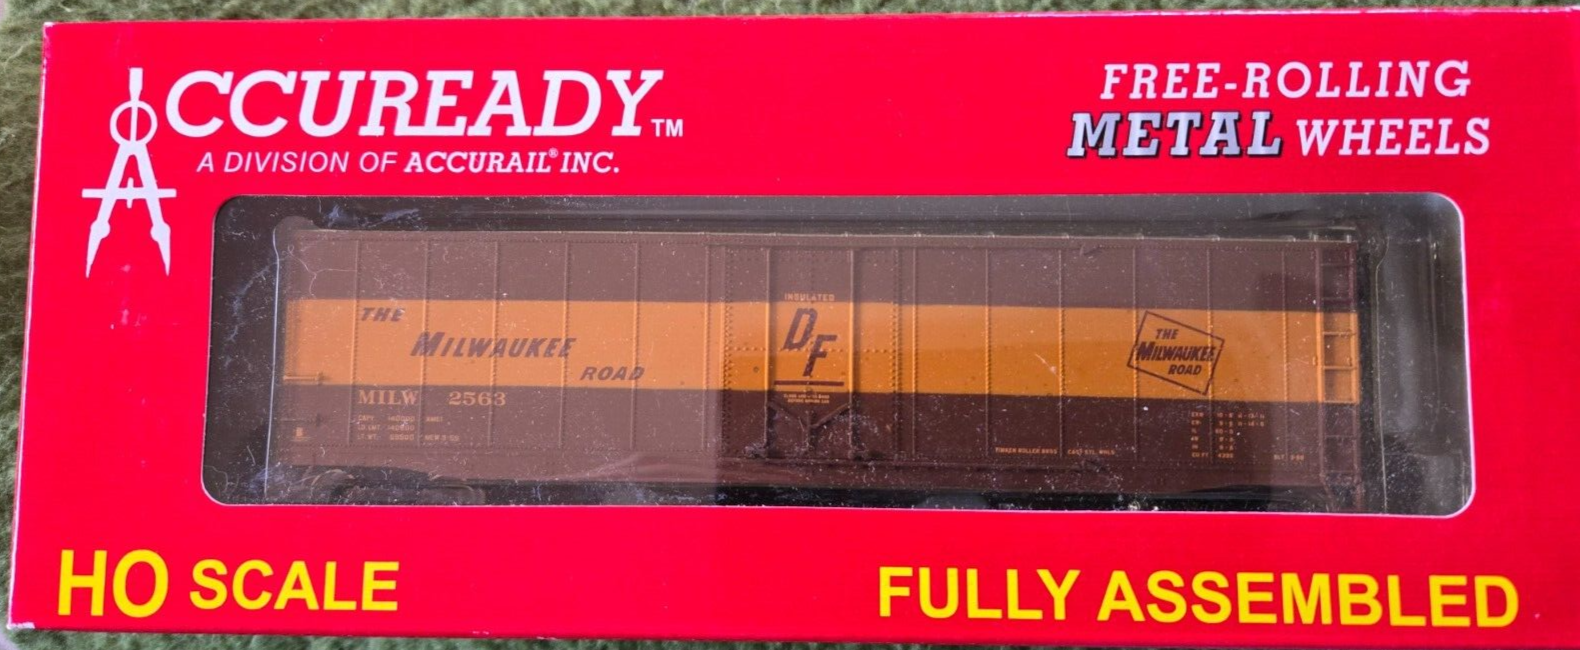 ACCUREADY™
A DIVISION OF ACCURAIL® INC.
FREE-ROLLING
METAL WHEELS
THE
MILWAUKEE
ROAD
MILW 2563
INSULATED
DF
THE
MILWAUKEE
ROAD
HO SCALE
FULLY ASSEMBLED